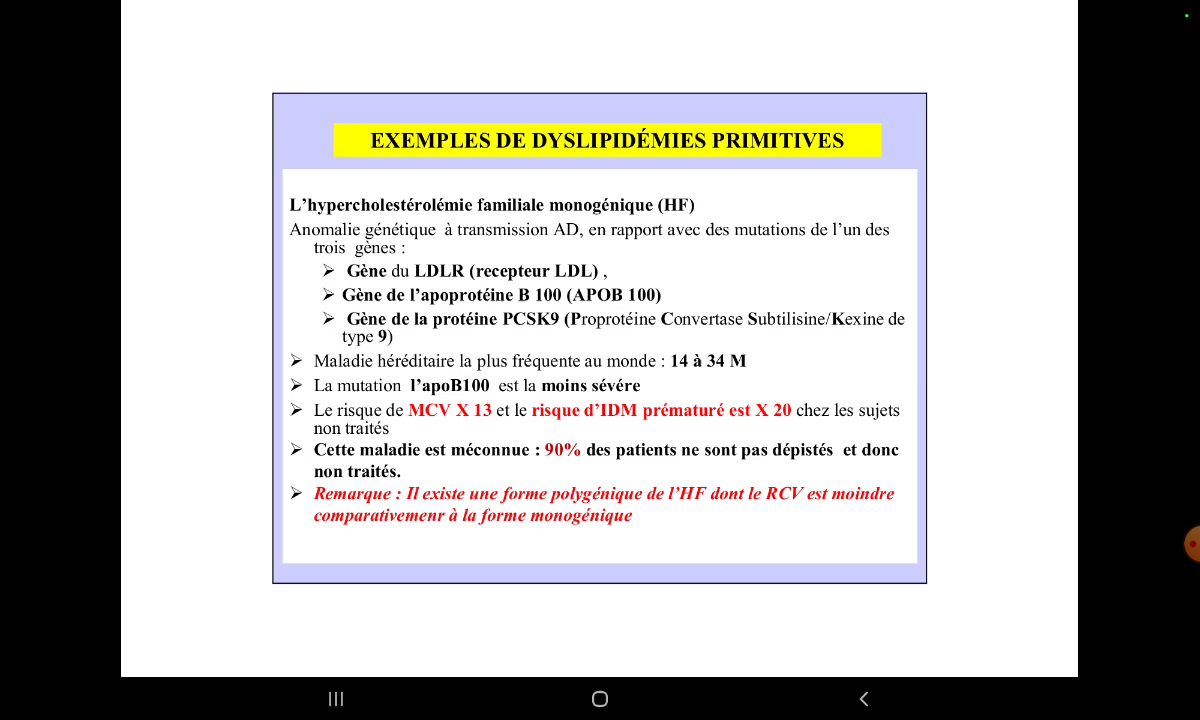 EXEMPLES DE DYSLIPIDÉMIES PRIMITIVES
L’hypercholestérolémie familiale monogénique (HF)
Anomalie génétique à transmission AD, en rapport avec des mutations de l’un des
trois gènes :
➢ Gène du LDLR (recepteur LDL) ,
➢ Gène de l’apoprotéine B 100 (APOB 100)
➢ Gène de la protéine PCSK9 (Proprotéine Convertase Subtilisine/Kexine de
type 9)
➢ Maladie héréditaire la plus fréquente au monde : 14 à 34 M
➢ La mutation l’apoB100 est la moins sévére
➢ Le risque de MCV X 13 et le risque d’IDM prématuré est X 20 chez les sujets
non traités
➢ Cette maladie est méconnue : 90% des patients ne sont pas dépistés et donc
non traités.
➢ Remarque : Il existe une forme polygénique de l’HF dont le RCV est moindre
comparativemenr à la forme monogénique